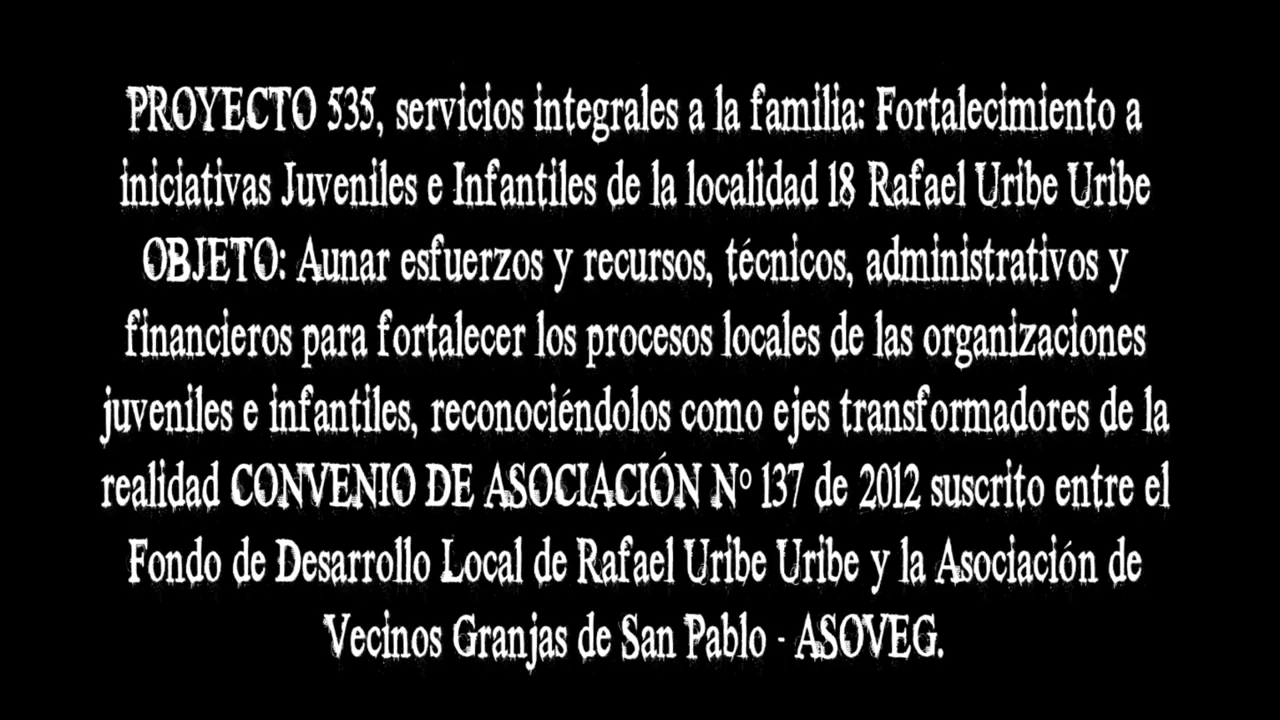 PROYECTO 535, servicios integrales a la familia: Fortalecimiento a
iniciativas Juveniles e Infantiles de la localidad 18 Rafael Uribe Uribe
OBJETO: Aunar esfuerzos y recursos, técnicos, administrativos y
financieros para fortalecer los procesos locales de las organizaciones
juveniles e infantiles, reconociéndolos como ejes transformadores de la
realidad CONVENIO DE ASOCIACIÓN Nº 137 de 2012 suscrito entre el
Fondo de Desarrollo Local de Rafael Uribe Uribe y la Asociación de
Vecinos Granjas de San Pablo - ASOVEG.